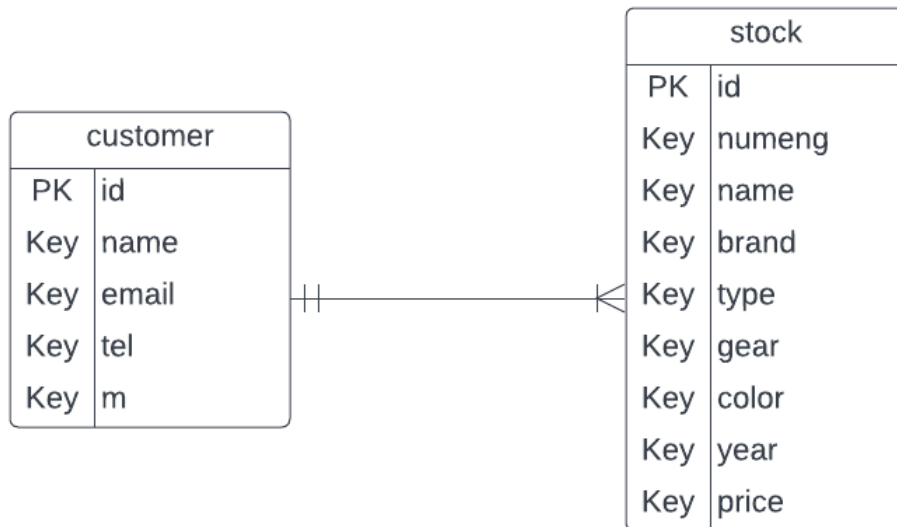 customer
PK id
Key name
Key email
Key tel
Key m
stock
PK id
Key numeng
Key name
Key brand
Key type
Key gear
Key color
Key year
Key price